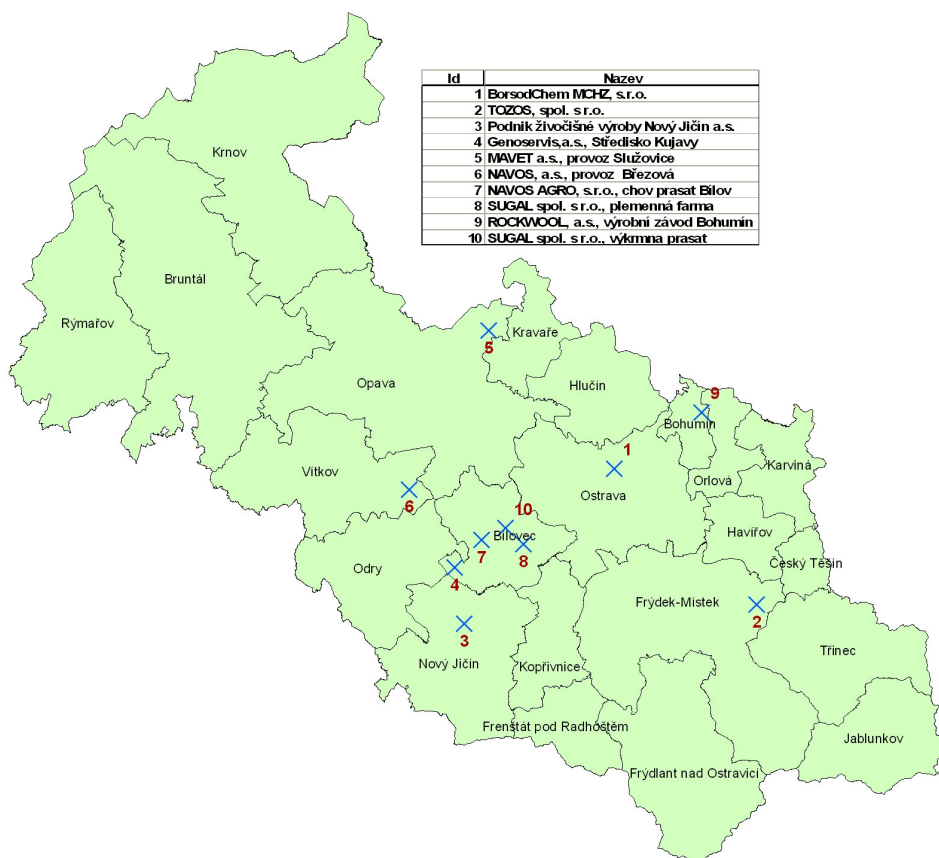 Id Nazev
1 BorsodChem MCHZ, s.r.o.
2 TOZOS, spol. s r.o.
3 Podnik živočišné výroby Nový Jičín a.s.
4 Genoservis,a.s., Středisko Kujavy
5 MAVET a.s., provoz Služovice
6 NAVOS, a.s., provoz Březová
7 NAVOS AGRO, s.r.o., chov prasat Bílov
8 SUGAL spol. s r.o., plemenná farma
9 ROCKWOOL, a.s., výrobní závod Bohumín
10 SUGAL spol. s r.o., výkrmna prasat
Krnov
Bruntál
Rýmařov
Kravaře
5
Opava
Hlučín
9
Bohumín
1
Vítkov
Karviná
Orlová
Ostrava
6
10
Bílovec
Havířov
7
8
Český Těšín
Odry
4
Frýdek-Místek
2
3
Nový Jičín
Kopřivnice
Třinec
Frenštát pod Radhoštěm
Jablunkov
Frýdlant nad Ostravicí